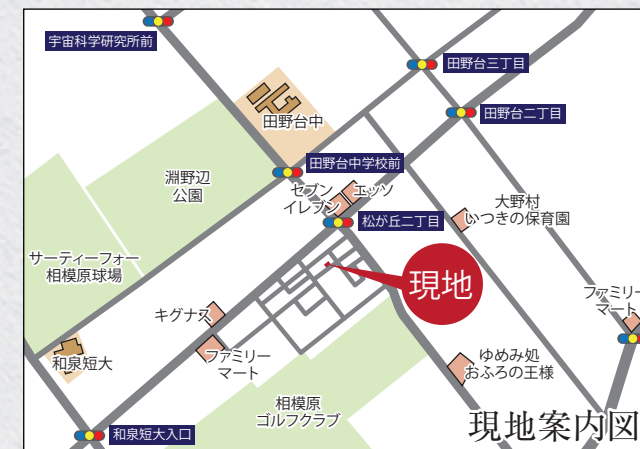 宇宙科学研究所前
田野台三丁目
田野台中
田野台二丁目
田野台中学校前
淵野辺
公園
セブン
イレブン
エッソ
松が丘二丁目
大野村
いつきの保育園
サーティーフォー
相模原球場
現地
キグナス
ファミリー
マート
和泉短大
ファミリー
マート
ゆめみ処
おふろの王様
相模原
ゴルフクラブ
和泉短大入口
現地案内図